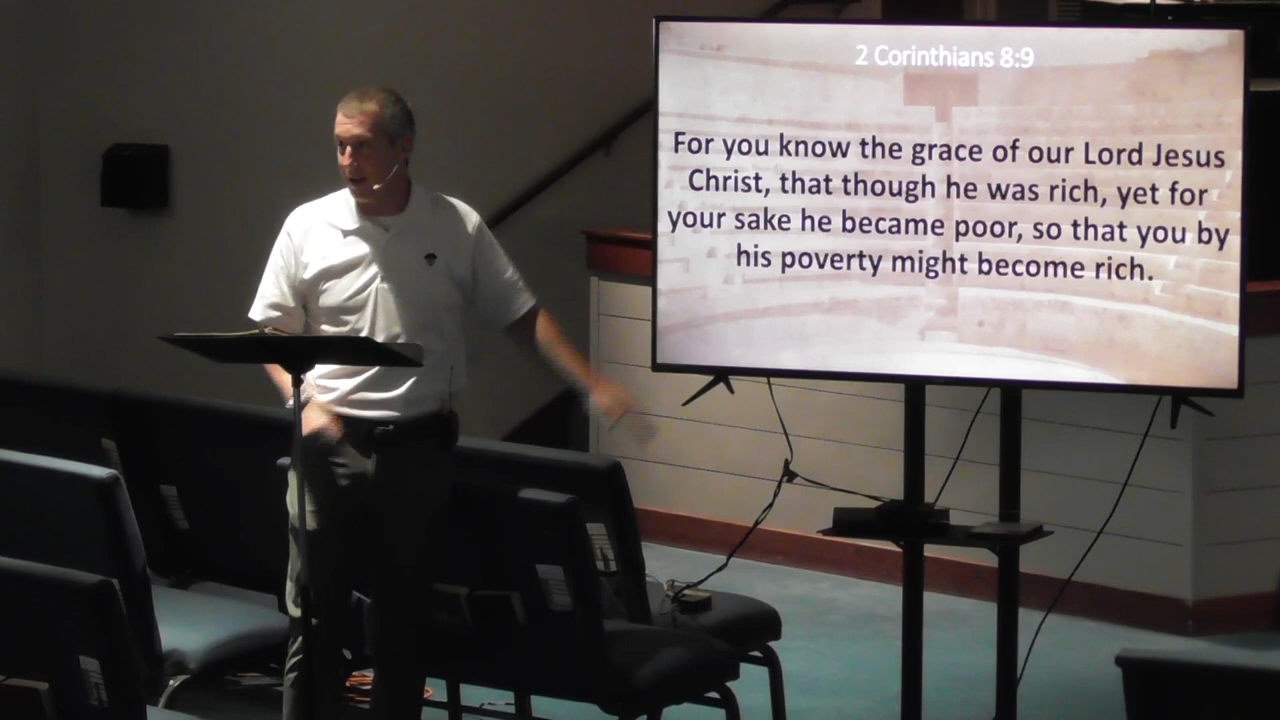 2 Corinthians 8:9
For you know the grace of our Lord Jesus
Christ, that though he was rich, yet for
your sake he became poor, so that you by
his poverty might become rich.